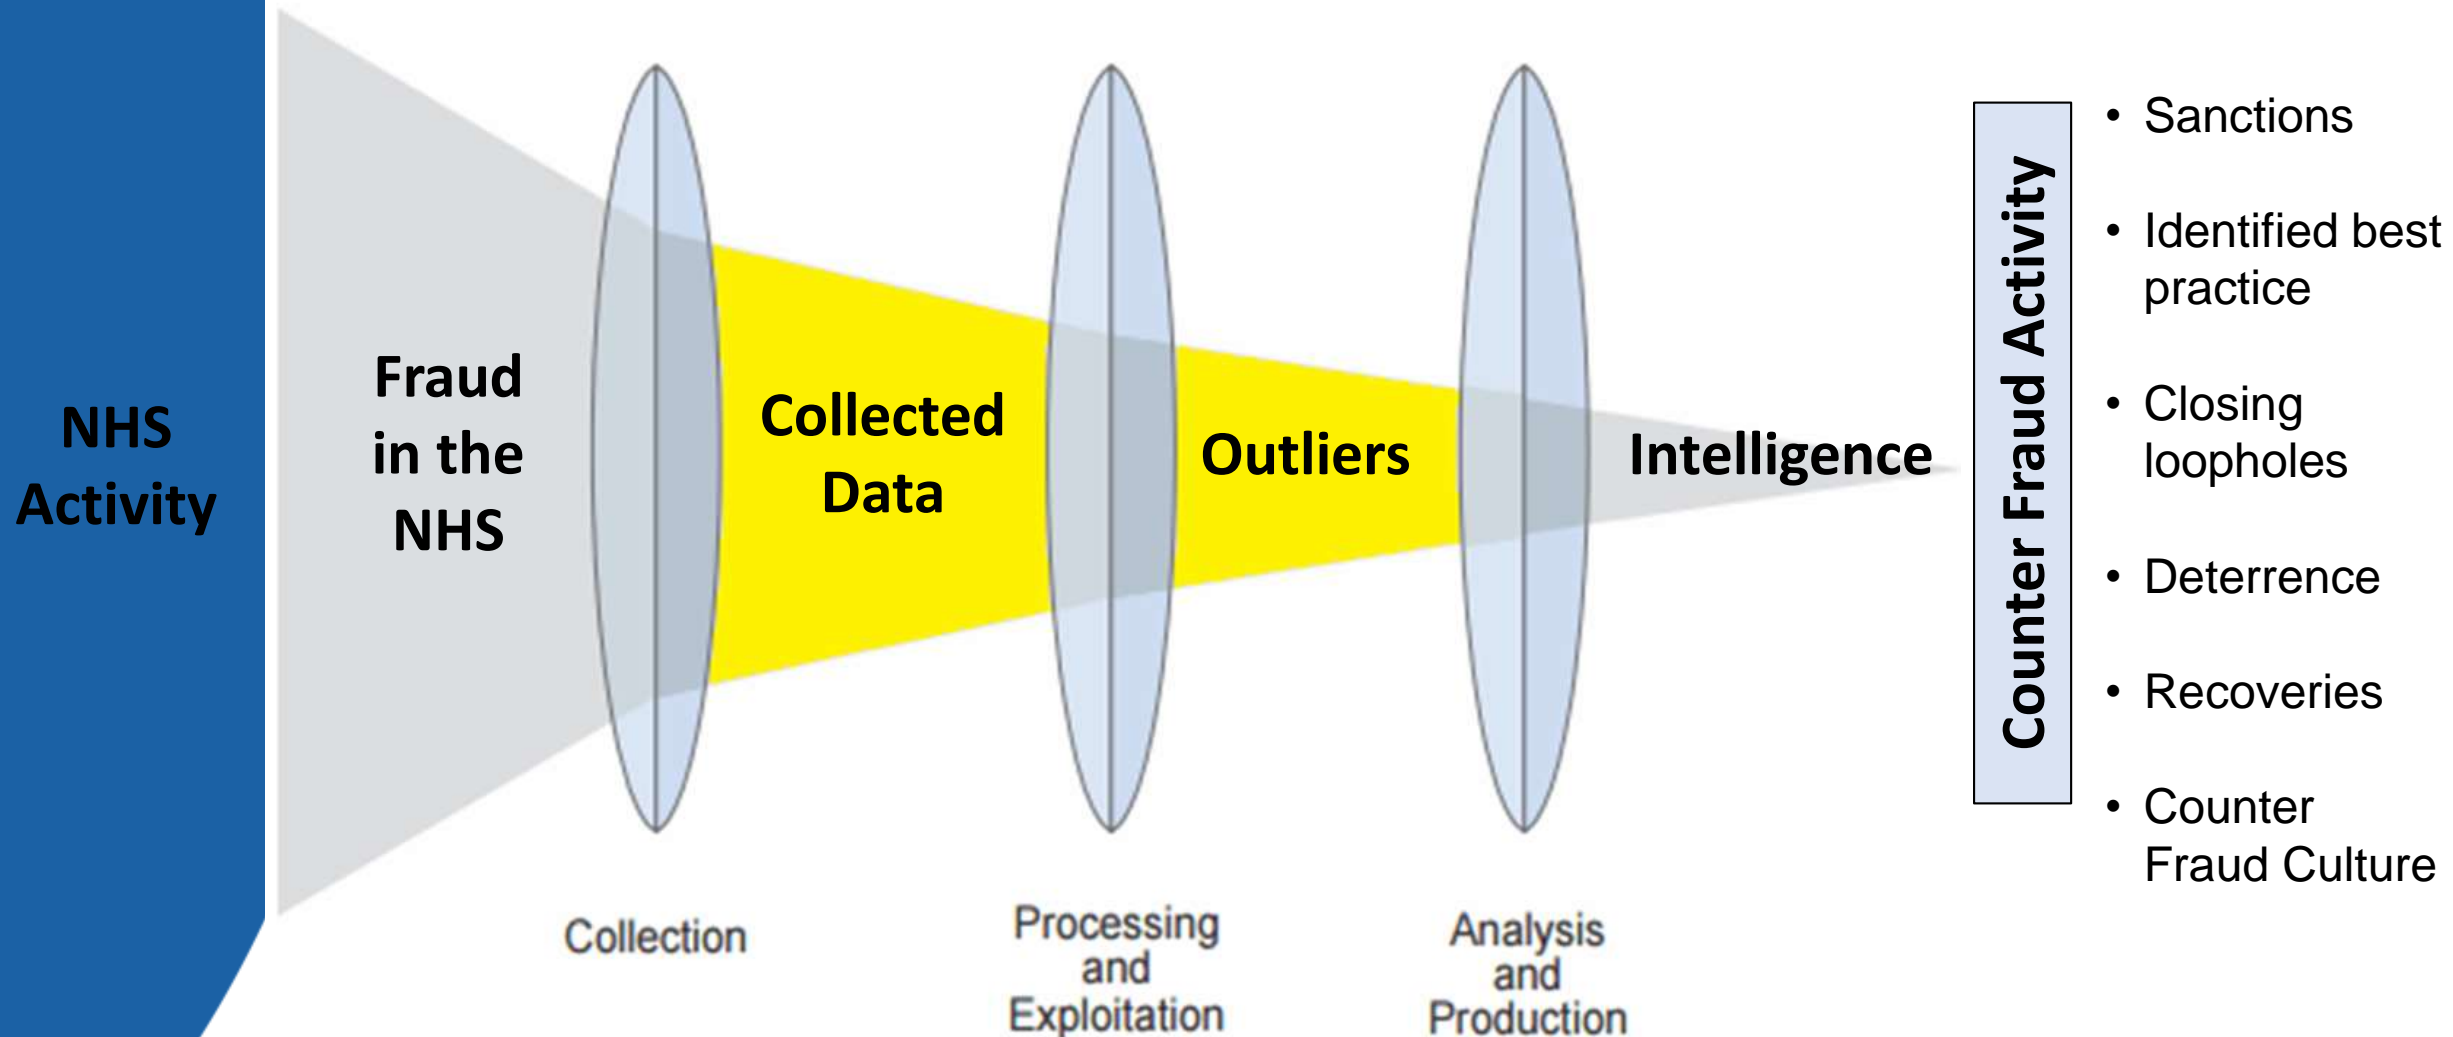 NHS
Activity
Fraud
in the
NHS
Collected
Data
Outliers
Intelligence
Counter Fraud Activity
• Sanctions
• Identified best
practice
• Closing
loopholes
• Deterrence
• Recoveries
• Counter
Fraud Culture
Collection
Processing
and
Exploitation
Analysis
and
Production